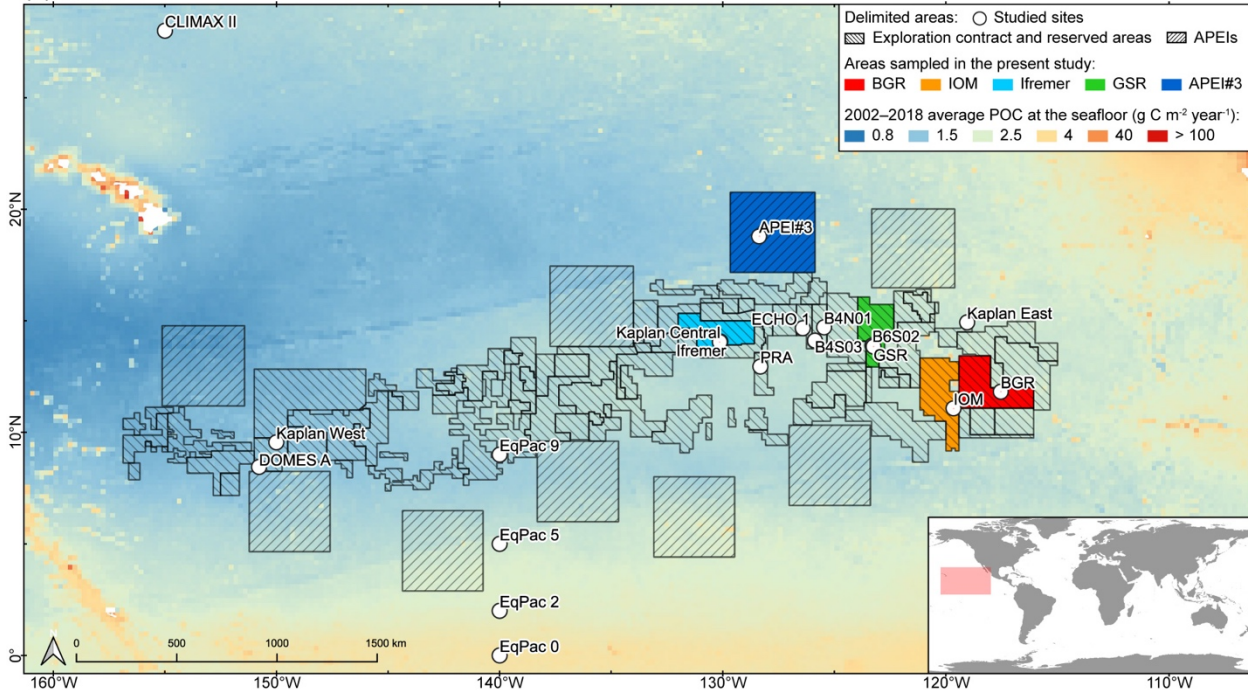 CLIMAX II
Delimited areas: Studied sites
Exploration contract and reserved areas APEIs
Areas sampled in the present study:
BGR IOM Ifremer GSR APEI#3
2002–2018 average POC at the seafloor (g C m⁻² year⁻¹):
0.8 1.5 2.5 4 40 > 100
20°N
APEI#3
ECHO 1 B4N01 Kaplan East
Kaplan Central B4S03 B6S02
Ifremer GSR
PRA
BGR
IOM
10°N
Kaplan West
EqPac 9
DOMES A
EqPac 5
EqPac 2
0 500 1000 1500 km
EqPac 0
0°
160°W 150°W 140°W 130°W 120°W 110°W